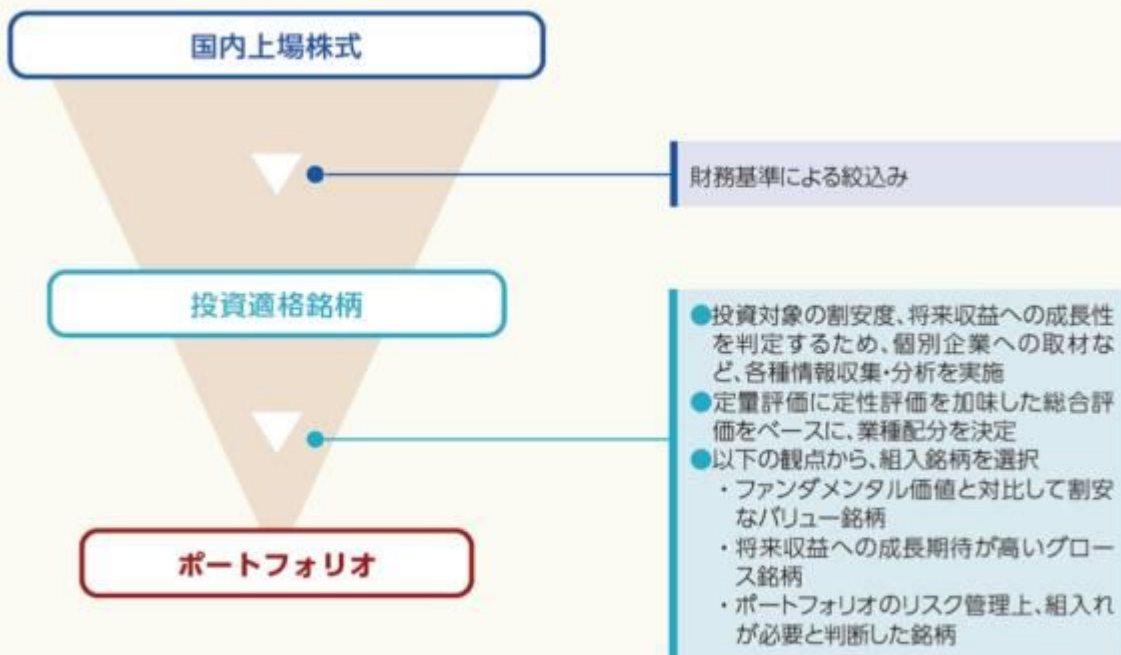 国内上場株式
財務基準による絞込み
投資適格銘柄
●投資対象の割安度、将来収益への成長性
を判定するため、個別企業への取材な
ど、各種情報収集・分析を実施
●定量評価に定性評価を加味した総合評
価をベースに、業種配分を決定
●以下の観点から、組入銘柄を選択
・ファンダメンタル価値と対比して割安
なバリュー銘柄
・将来収益への成長期待が高いグロー
ス銘柄
・ポートフォリオのリスク管理上、組入れ
が必要と判断した銘柄
ポートフォリオ